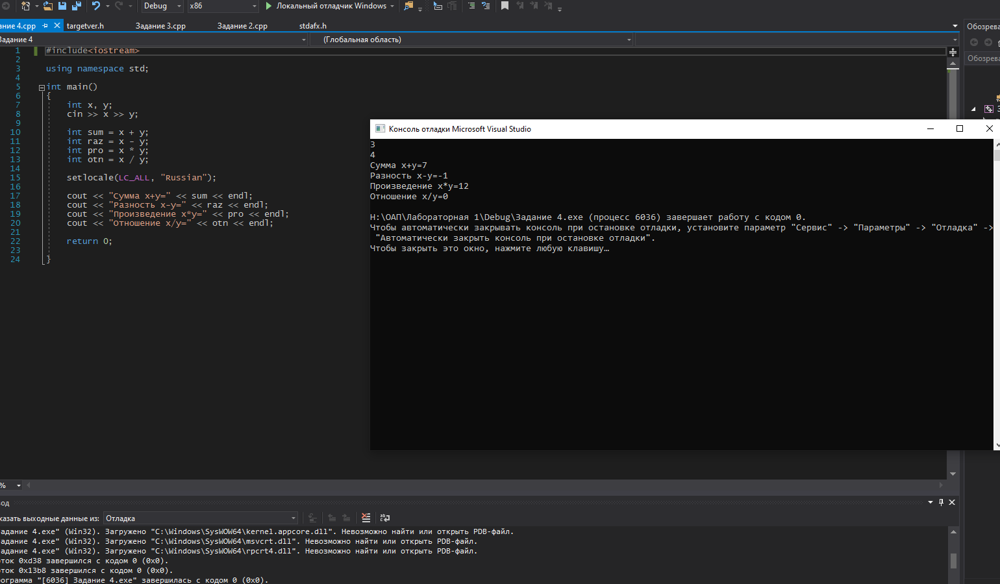 Debug x86 Локальный отладчик Windows
ание 4.cpp targetver.h Задание 3.cpp Задание 2.cpp stdafx.h
Задание 4 (Глобальная область)
1 #include<iostream>
2
3 using namespace std;
4
5 int main()
6 {
7 int x, y;
8 cin >> x >> y;
9
10 int sum = x + y;
11 int raz = x - y;
12 int pro = x * y;
13 int otn = x / y;
14
15 setlocale(LC_ALL, "Russian");
16
17 cout << "Сумма x+y=" << sum << endl;
18 cout << "Разность x-y=" << raz << endl;
19 cout << "Произведение x*y=" << pro << endl;
20 cout << "Отношение x/y=" << otn << endl;
21
22 return 0;
23
24 }
Обозрева
Обозрева
Консоль отладки Microsoft Visual Studio
3
4
Сумма x+y=7
Разность x-y=-1
Произведение x*y=12
Отношение x/y=0
H:\ОАП\Лабораторная 1\Debug\Задание 4.exe (процесс 6036) завершает работу с кодом 0.
Чтобы автоматически закрывать консоль при остановке отладки, установите параметр "Сервис" -> "Параметры" -> "Отладка" ->
"Автоматически закрыть консоль при остановке отладки".
Чтобы закрыть это окно, нажмите любую клавишу…
%
од
казать выходные данные из: Отладка
адание 4.exe" (Win32). Загружено "C:\Windows\SysWOW64\kernel.appcore.dll". Невозможно найти или открыть PDB-файл.
адание 4.exe" (Win32). Загружено "C:\Windows\SysWOW64\msvcrt.dll". Невозможно найти или открыть PDB-файл.
адание 4.exe" (Win32). Загружено "C:\Windows\SysWOW64\rpcrt4.dll". Невозможно найти или открыть PDB-файл.
оток 0xd38 завершился с кодом 0 (0x0).
оток 0x13b8 завершился с кодом 0 (0x0).
рограмма "[6036] Задание 4.exe" завершилась с кодом 0 (0x0).